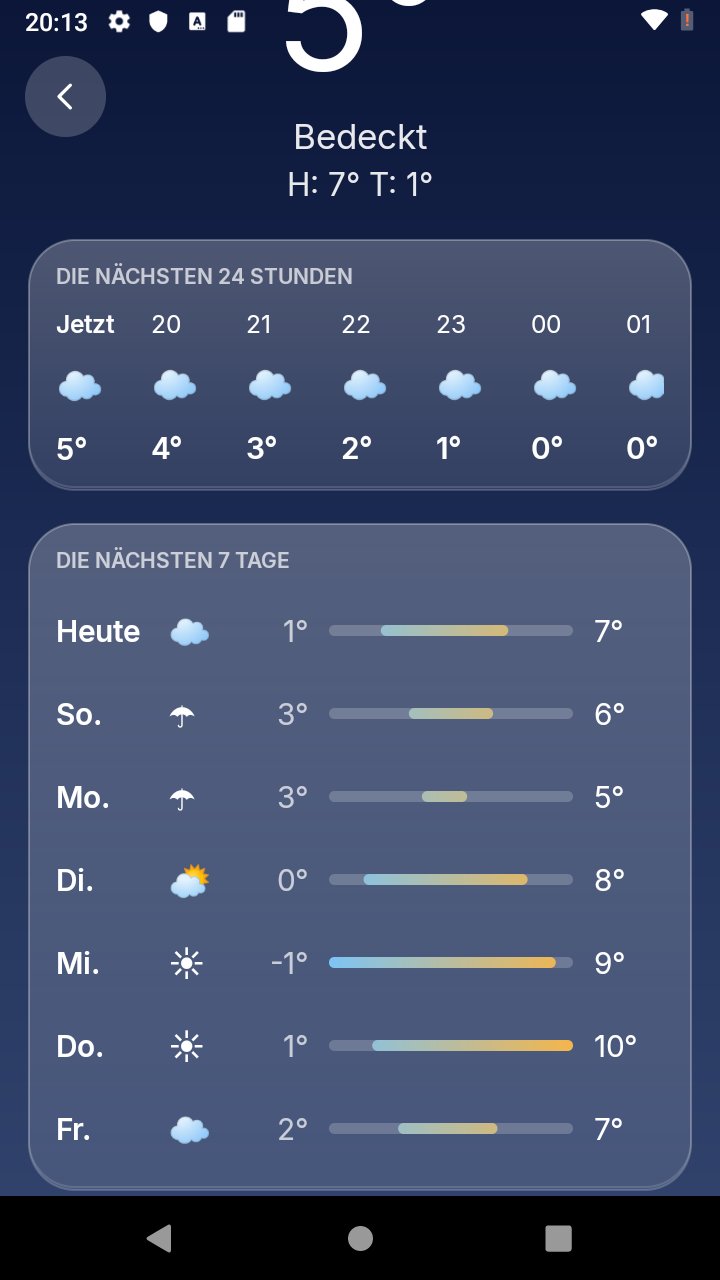 20:13
5°
Bedeckt
H: 7° T: 1°
DIE NÄCHSTEN 24 STUNDEN
Jetzt 20 21 22 23 00 01
5° 4° 3° 2° 1° 0° 0°
DIE NÄCHSTEN 7 TAGE
Heute 1° 7°
So. 3° 6°
Mo. 3° 5°
Di. 0° 8°
Mi. -1° 9°
Do. 1° 10°
Fr. 2° 7°